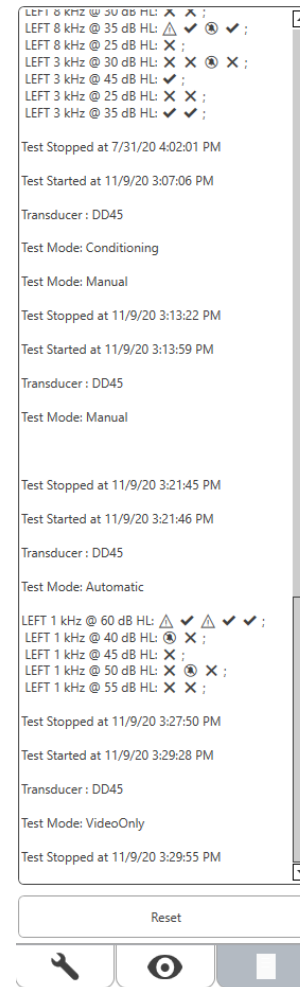 LEFT 8 kHz @ 30 dB HL: ✕ ✕ ;
LEFT 8 kHz @ 35 dB HL: ⚠ ✔ 🔕 ✔ ;
LEFT 8 kHz @ 25 dB HL: ✕ ;
LEFT 3 kHz @ 30 dB HL: ✕ ✕ 🔕 ✕ ;
LEFT 3 kHz @ 45 dB HL: ✔ ;
LEFT 3 kHz @ 25 dB HL: ✕ ✕ ;
LEFT 3 kHz @ 35 dB HL: ✔ ✔ ;
Test Stopped at 7/31/20 4:02:01 PM
Test Started at 11/9/20 3:07:06 PM
Transducer : DD45
Test Mode: Conditioning
Test Mode: Manual
Test Stopped at 11/9/20 3:13:22 PM
Test Started at 11/9/20 3:13:59 PM
Transducer : DD45
Test Mode: Manual
Test Stopped at 11/9/20 3:21:45 PM
Test Started at 11/9/20 3:21:46 PM
Transducer : DD45
Test Mode: Automatic
LEFT 1 kHz @ 60 dB HL: ⚠ ✔ ⚠ ✔ ✔ ;
LEFT 1 kHz @ 40 dB HL: 🔕 ✕ ;
LEFT 1 kHz @ 45 dB HL: ✕ ;
LEFT 1 kHz @ 50 dB HL: ✕ 🔕 ✕ ;
LEFT 1 kHz @ 55 dB HL: ✕ ✕ ;
Test Stopped at 11/9/20 3:27:50 PM
Test Started at 11/9/20 3:29:28 PM
Transducer : DD45
Test Mode: VideoOnly
Test Stopped at 11/9/20 3:29:55 PM
Reset